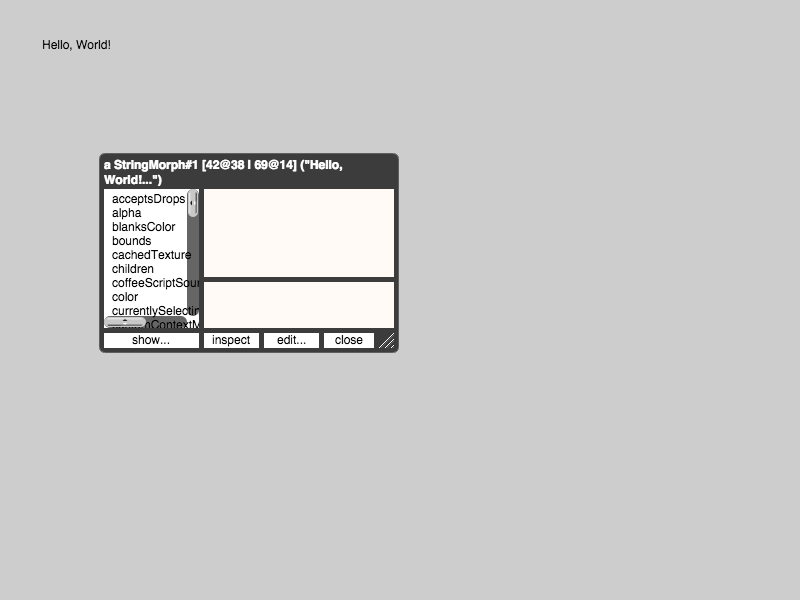 Hello, World!
a StringMorph#1 [42@38 | 69@14] ("Hello,
World!...")
acceptsDrops
alpha
blanksColor
bounds
cachedTexture
children
coffeeScriptSour
color
currentlySelectin
nContextM
show...
inspect
edit...
close